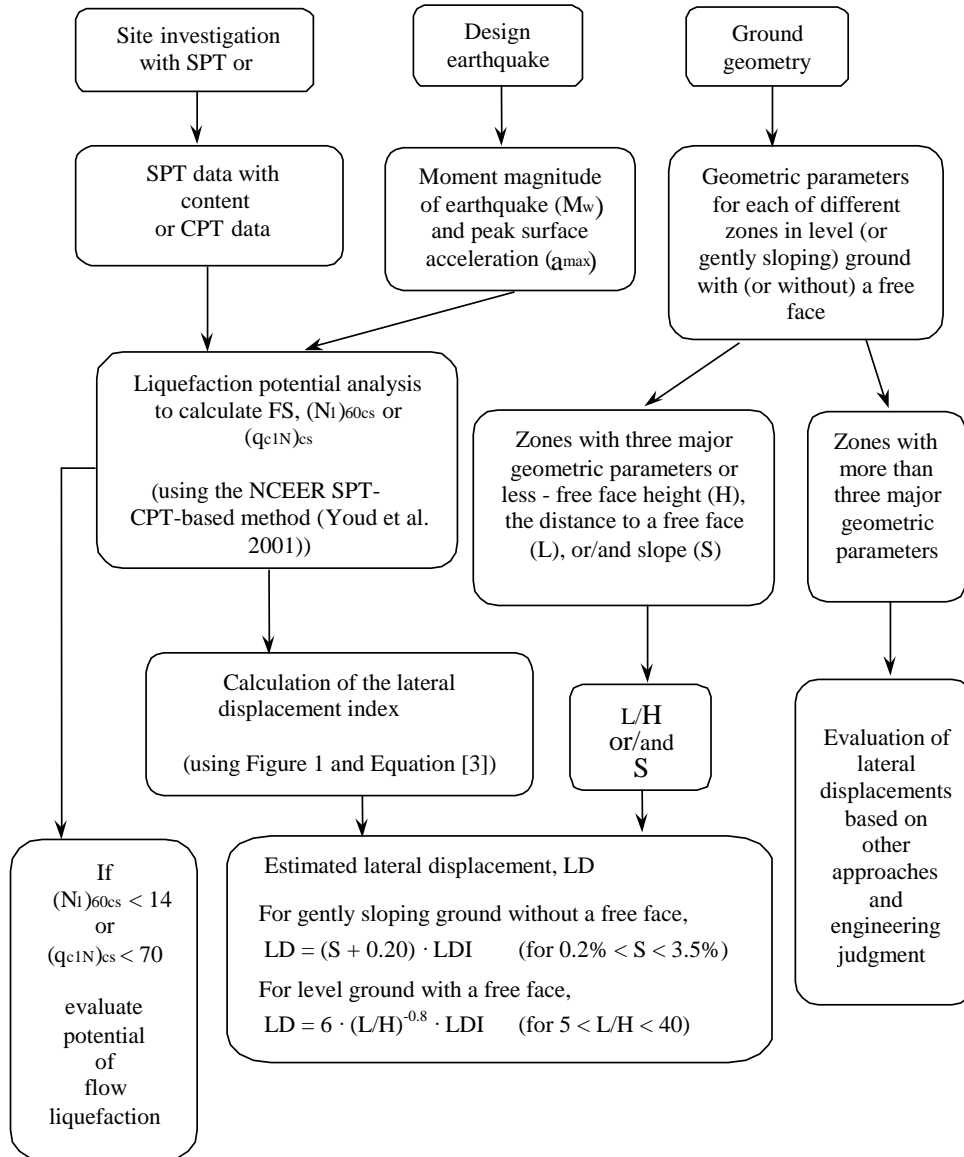 Site investigation
with SPT or
Design
earthquake
Ground
geometry
SPT data with
content
or CPT data
Moment magnitude
of earthquake (Mw)
and peak surface
acceleration (amax)
Geometric parameters
for each of different
zones in level (or
gently sloping) ground
with (or without) a free
face
Liquefaction potential analysis
to calculate FS, (N1)60cs or
(qc1N)cs
(using the NCEER SPT-
CPT-based method (Youd et al.
2001))
Zones with three major
geometric parameters or
less - free face height (H),
the distance to a free face
(L), or/and slope (S)
Zones with
more than
three major
geometric
parameters
Calculation of the lateral
displacement index
(using Figure 1 and Equation [3])
L/H
or/and
S
Evaluation of
lateral
displacements
based on
other
approaches
and
engineering
judgment
If
(N1)60cs < 14
or
(qc1N)cs < 70
evaluate
potential
of
flow
liquefaction
Estimated lateral displacement, LD
For gently sloping ground without a free face,
LD = (S + 0.20) · LDI (for 0.2% < S < 3.5%)
For level ground with a free face,
LD = 6 · (L/H)^-0.8 · LDI (for 5 < L/H < 40)